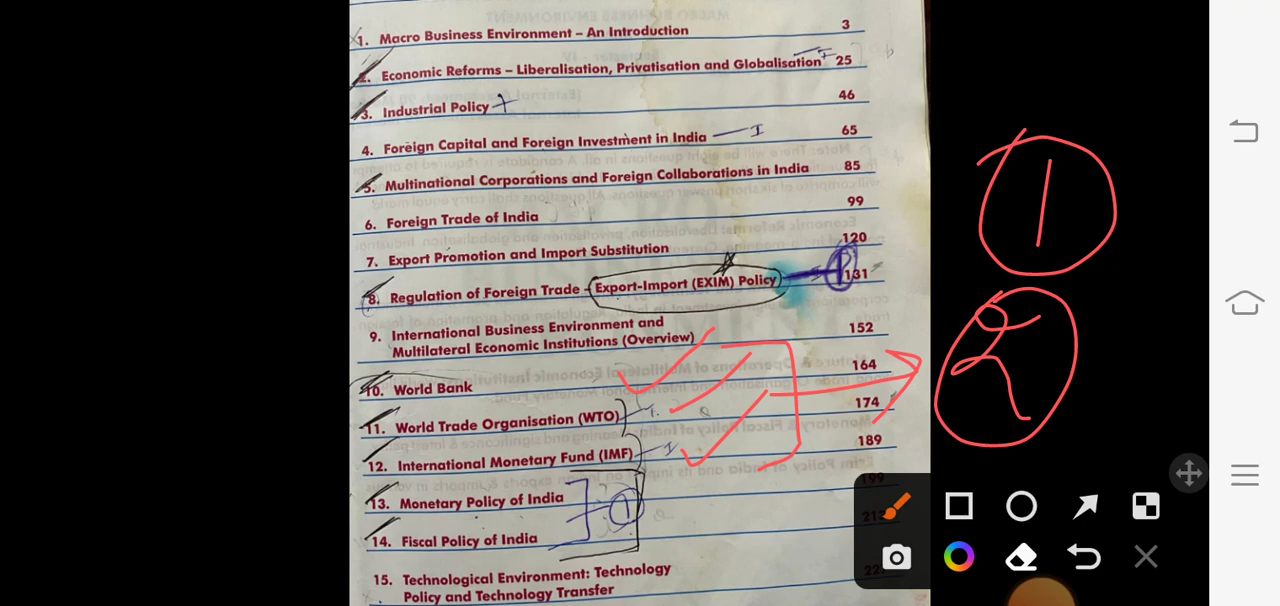 1. Macro Business Environment – An Introduction 3
2. Economic Reforms – Liberalisation, Privatisation and Globalisation I 25
3. Industrial Policy 46
4. Foreign Capital and Foreign Investment in India — I 65
5. Multinational Corporations and Foreign Collaborations in India 85
6. Foreign Trade of India 99
7. Export Promotion and Import Substitution 120
8. Regulation of Foreign Trade – Export-Import (EXIM) Policy 131
9. International Business Environment and
Multilateral Economic Institutions (Overview) 152
10. World Bank 164
11. World Trade Organisation (WTO) 174
12. International Monetary Fund (IMF) I 189
13. Monetary Policy of India 199
14. Fiscal Policy of India 1
15. Technological Environment: Technology
Policy and Technology Transfer
1
2